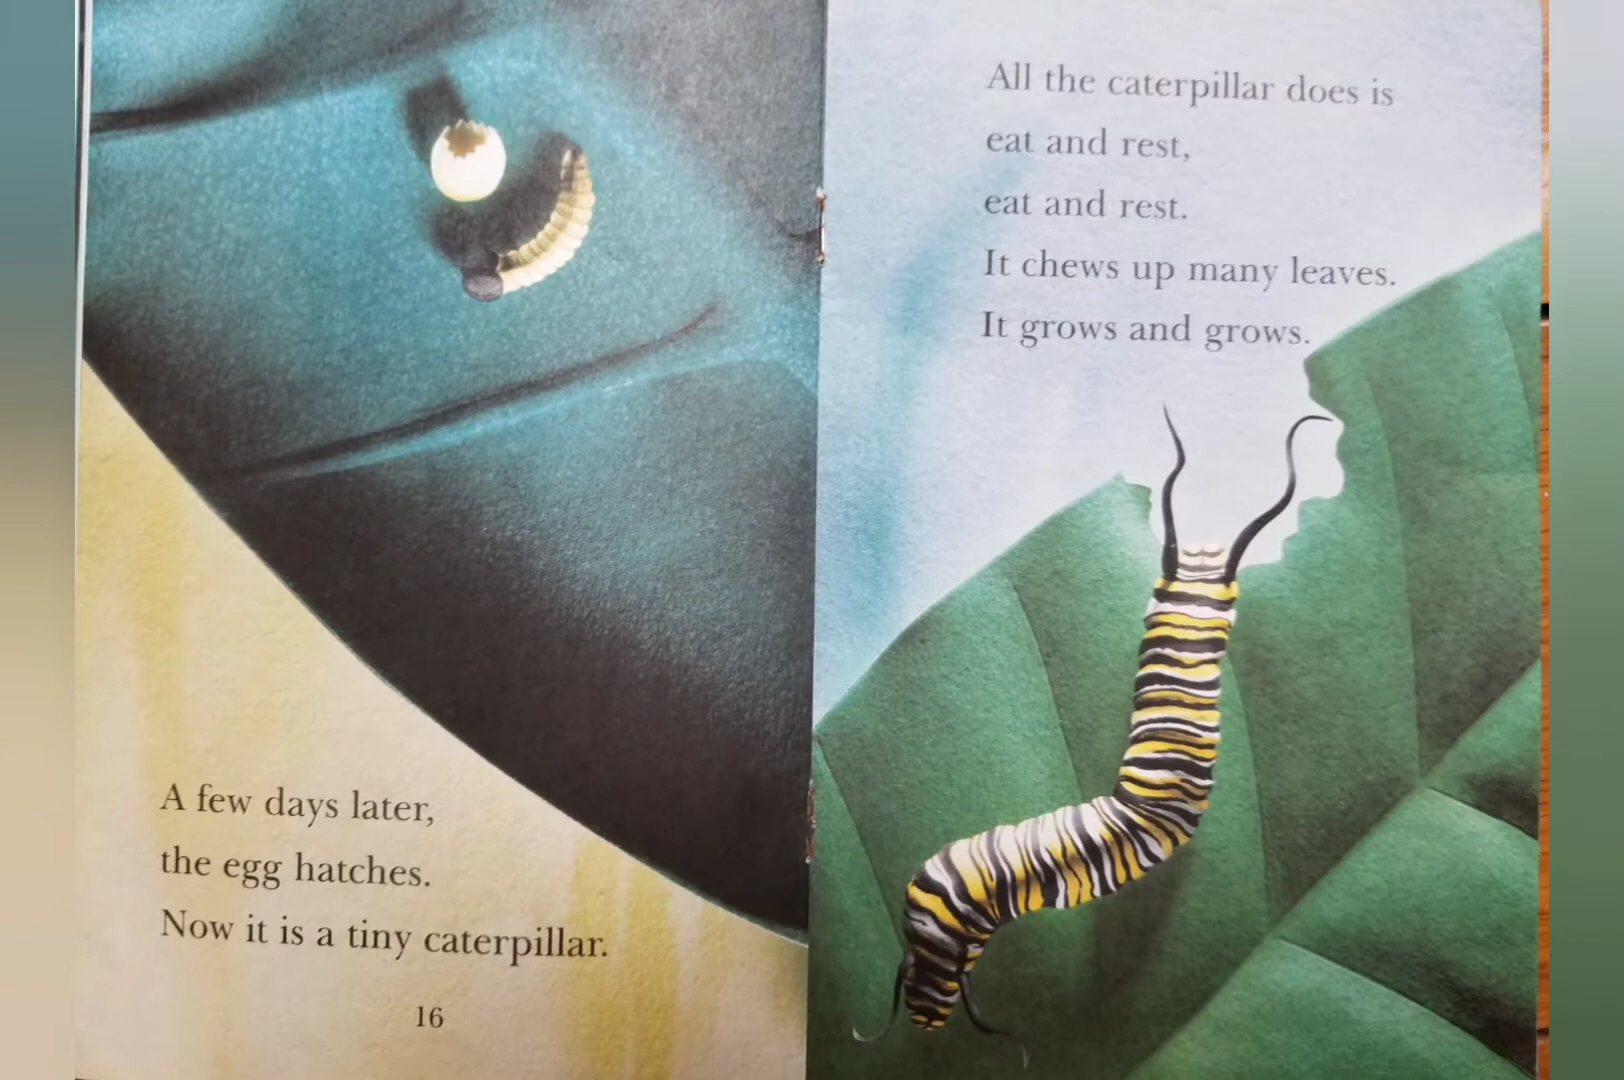 A few days later,
the egg hatches.
Now it is a tiny caterpillar.
16
All the caterpillar does is
eat and rest,
eat and rest.
It chews up many leaves.
It grows and grows.